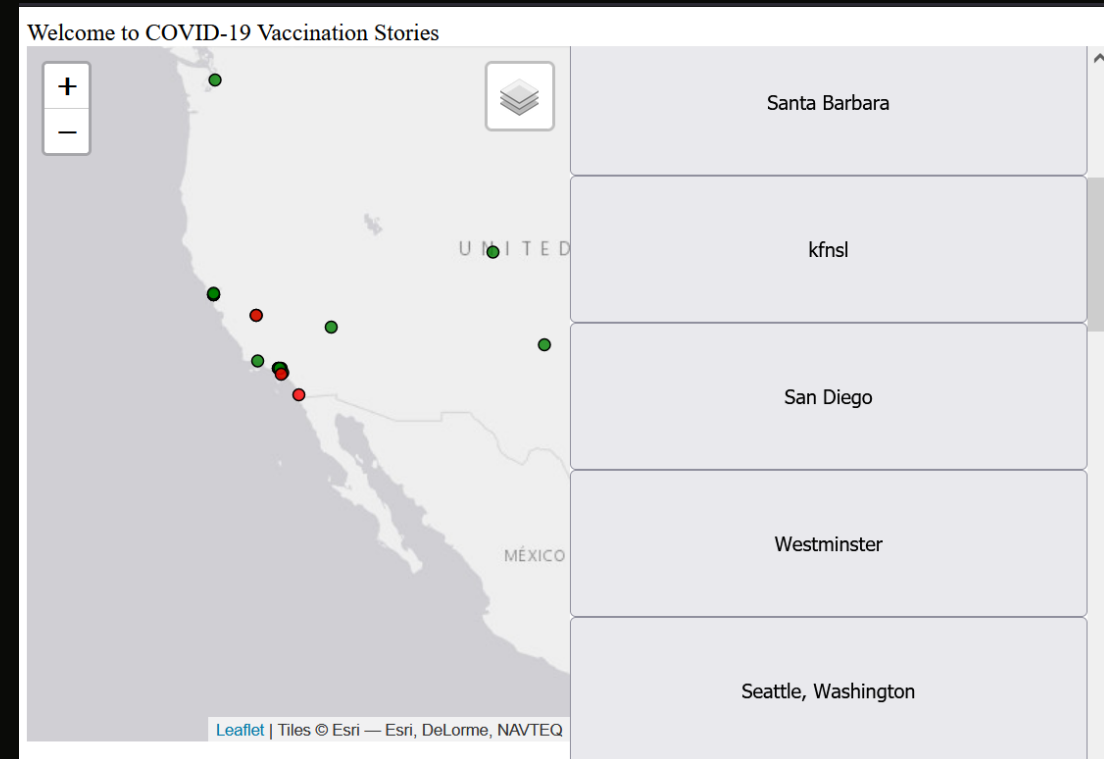 Welcome to COVID-19 Vaccination Stories
+
−
UNITED
MÉXICO
Leaflet | Tiles © Esri — Esri, DeLorme, NAVTEQ
Santa Barbara
kfnsl
San Diego
Westminster
Seattle, Washington